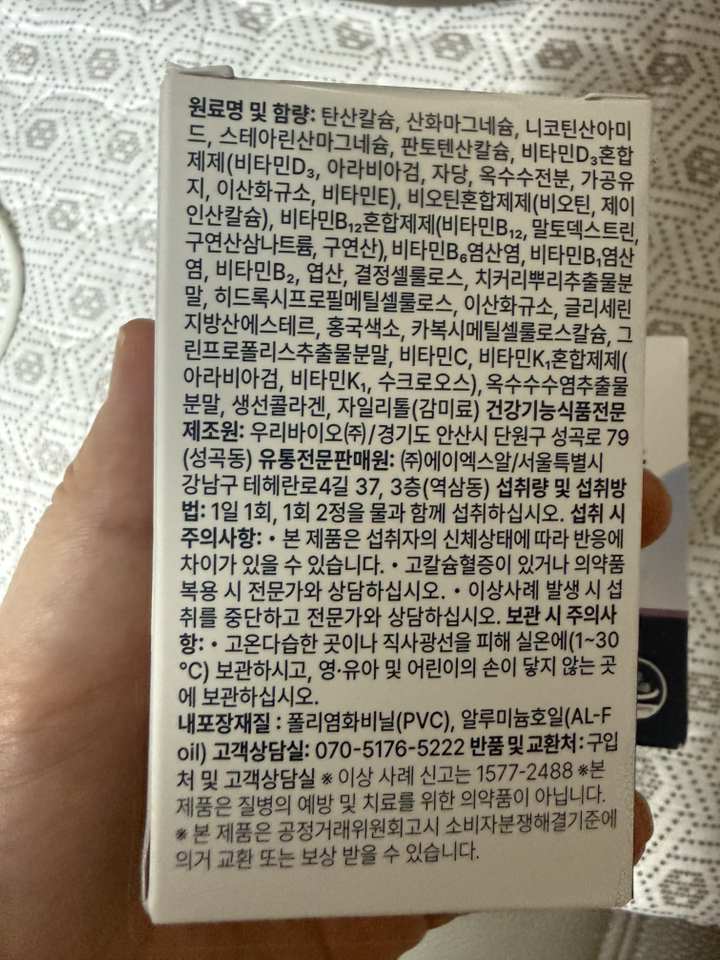 원료명 및 함량: 탄산칼슘, 산화마그네슘, 니코틴산아미
드, 스테아린산마그네슘, 판토텐산칼슘, 비타민D₃혼합
제제(비타민D₃, 아라비아검, 자당, 옥수수전분, 가공유
지, 이산화규소, 비타민E), 비오틴혼합제제(비오틴, 제이
인산칼슘), 비타민B₁₂혼합제제(비타민B₁₂, 말토덱스트린,
구연산삼나트륨, 구연산), 비타민B₆염산염, 비타민B₁염산
염, 비타민B₂, 엽산, 결정셀룰로스, 치커리뿌리추출물분
말, 히드록시프로필메틸셀룰로스, 이산화규소, 글리세린
지방산에스테르, 홍국색소, 카복시메틸셀룰로스칼슘, 그
린프로폴리스추출물분말, 비타민C, 비타민K₁혼합제제(
아라비아검, 비타민K₁, 수크로오스), 옥수수수염추출물
분말, 생선콜라겐, 자일리톨(감미료) 건강기능식품전문
제조원: 우리바이오㈜/경기도 안산시 단원구 성곡로 79
(성곡동) 유통전문판매원: ㈜에이엑스알/서울특별시
강남구 테헤란로4길 37, 3층(역삼동) 섭취량 및 섭취방
법: 1일 1회, 1회 2정을 물과 함께 섭취하십시오. 섭취 시
주의사항: • 본 제품은 섭취자의 신체상태에 따라 반응에
차이가 있을 수 있습니다. • 고칼슘혈증이 있거나 의약품
복용 시 전문가와 상담하십시오. • 이상사례 발생 시 섭
취를 중단하고 전문가와 상담하십시오. 보관 시 주의사
항: • 고온다습한 곳이나 직사광선을 피해 실온에(1~30
℃) 보관하시고, 영·유아 및 어린이의 손이 닿지 않는 곳
에 보관하십시오.
내포장재질 : 폴리염화비닐(PVC), 알루미늄호일(AL-F
oil) 고객상담실: 070-5176-5222 반품 및 교환처 : 구입
처 및 고객상담실 ※ 이상 사례 신고는 1577-2488 ※본
제품은 질병의 예방 및 치료를 위한 의약품이 아닙니다.
※ 본 제품은 공정거래위원회고시 소비자분쟁해결기준에
의거 교환 또는 보상 받을 수 있습니다.